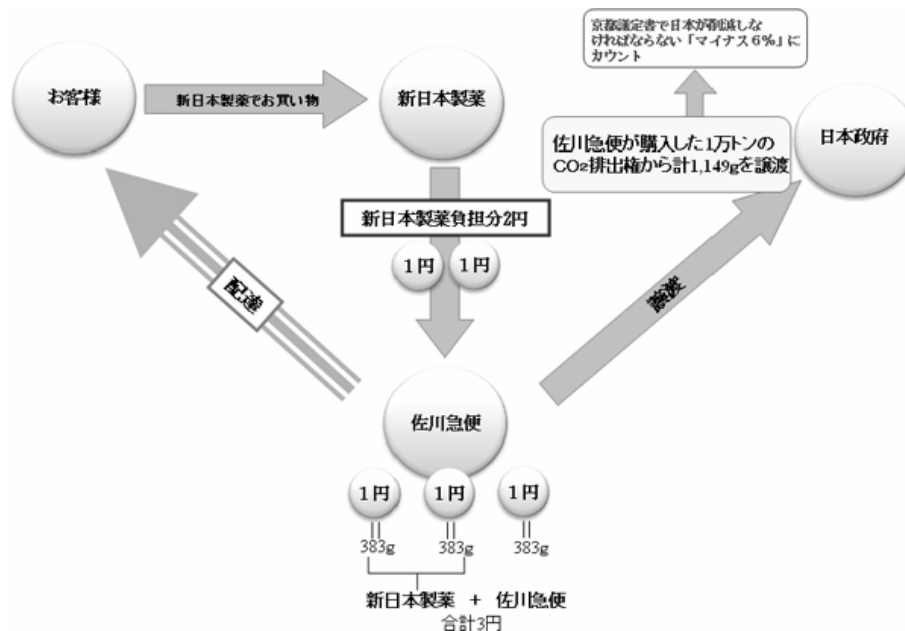 京都議定書で日本が削減しな
ければならない「マイナス6%」に
カウント
お客様
新日本製薬でお買い物
新日本製薬
佐川急便が購入した1万トンの
CO2排出権から計1,149gを譲渡
日本政府
新日本製薬負担分2円
1円
1円
配達
譲渡
佐川急便
1円
1円
1円
383g
383g
383g
新日本製薬 + 佐川急便
合計3円